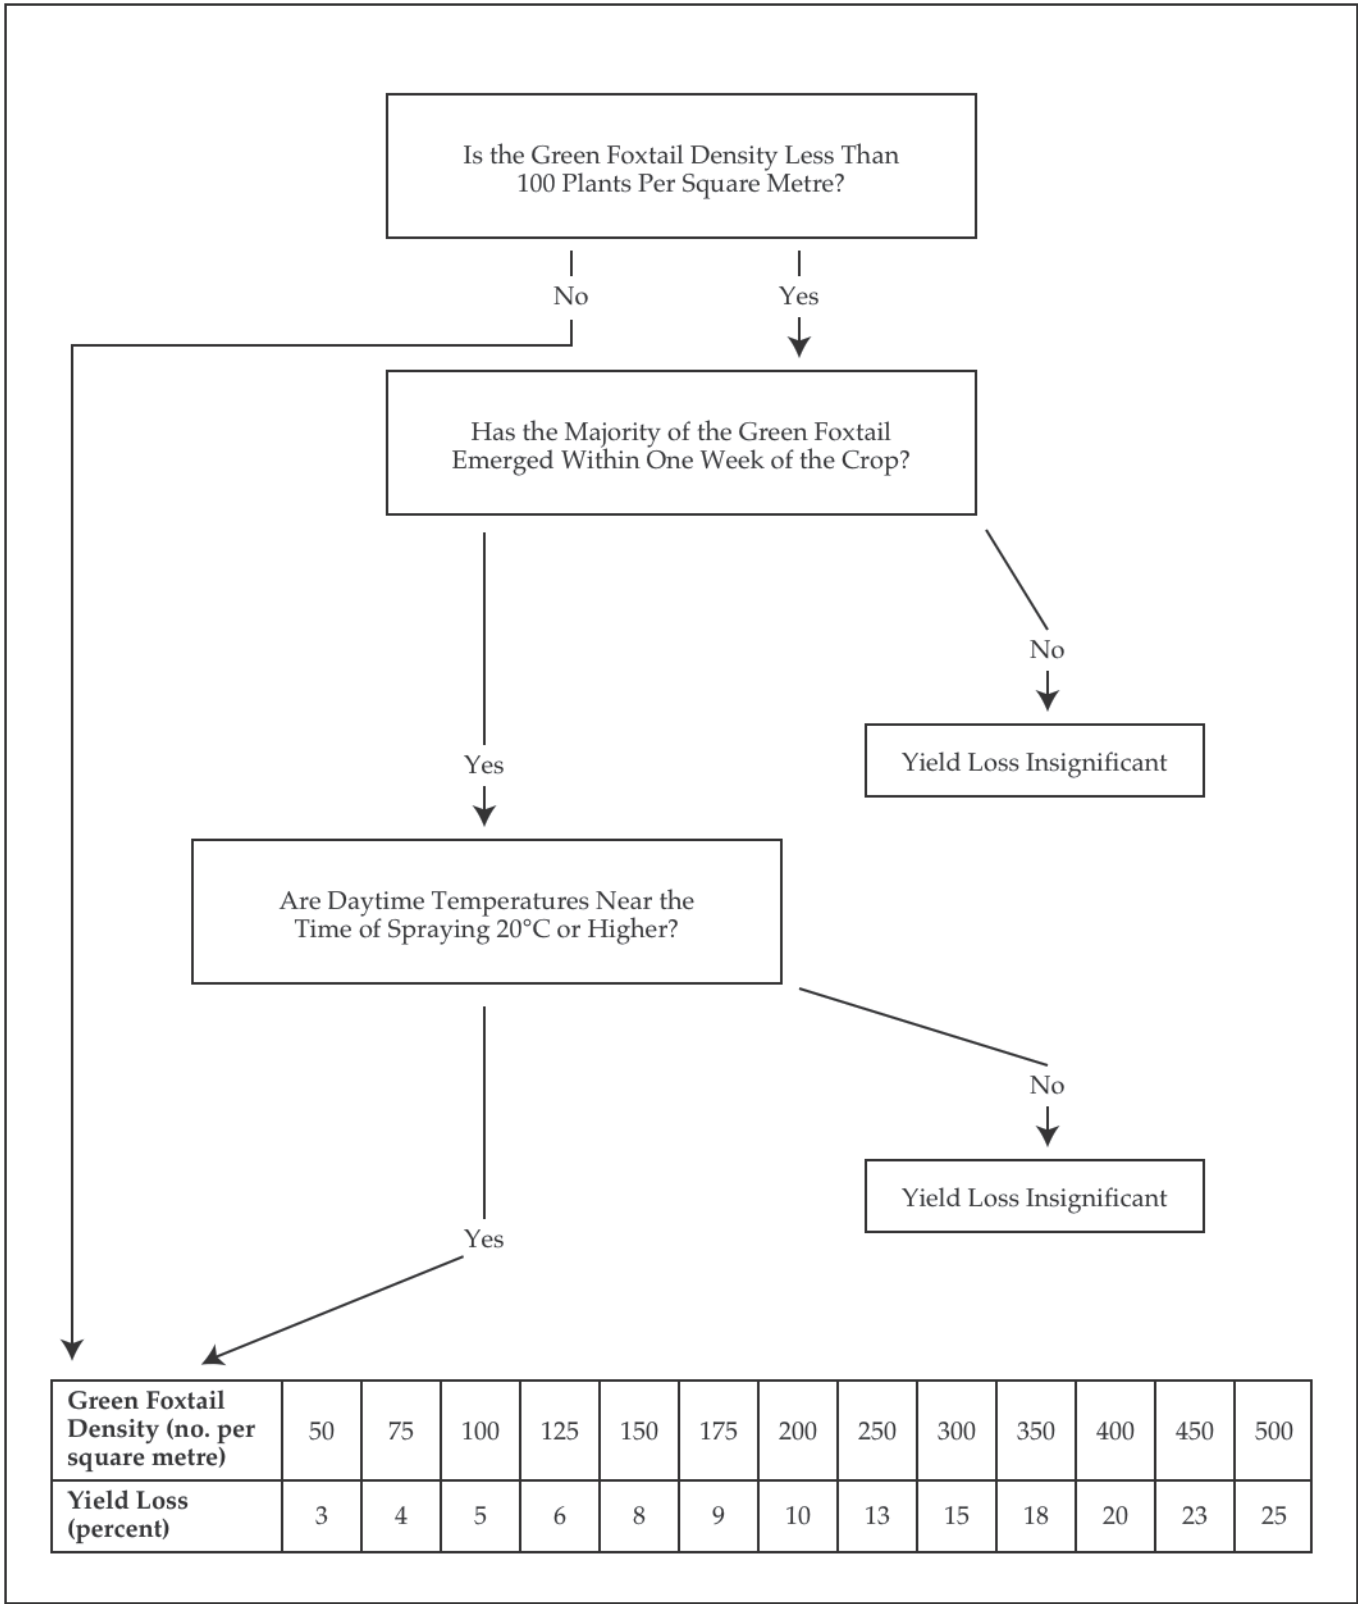 Is the Green Foxtail Density Less Than
100 Plants Per Square Metre?
No
Yes
Has the Majority of the Green Foxtail
Emerged Within One Week of the Crop?
No
Yield Loss Insignificant
Yes
Are Daytime Temperatures Near the
Time of Spraying 20°C or Higher?
No
Yield Loss Insignificant
Yes
Green Foxtail
Density (no. per
square metre)
50 75 100 125 150 175 200 250 300 350 400 450 500
Yield Loss
(percent)
3 4 5 6 8 9 10 13 15 18 20 23 25